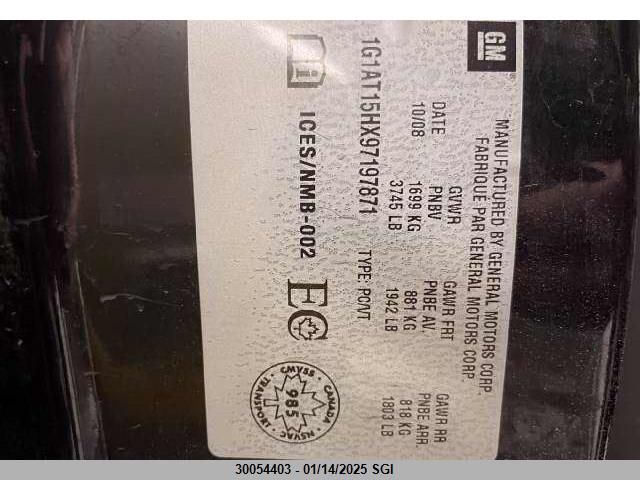 GM
MANUFACTURED BY GENERAL MOTORS CORP.
FABRIQUÉ PAR GENERAL MOTORS CORP.
DATE GVWR GAWR FRT GAWR RR
PNBV PNBE AV. PNBE ARR.
10/08 1699 KG 881 KG 818 KG
3745 LB 1942 LB 1803 LB
1G1AT15HX97197871 TYPE: PC/VT
i ICES/NMB-002 EC
CANADA
CMVSS
985
NSVAC
TRANSPORT
30054403 - 01/14/2025 SGI